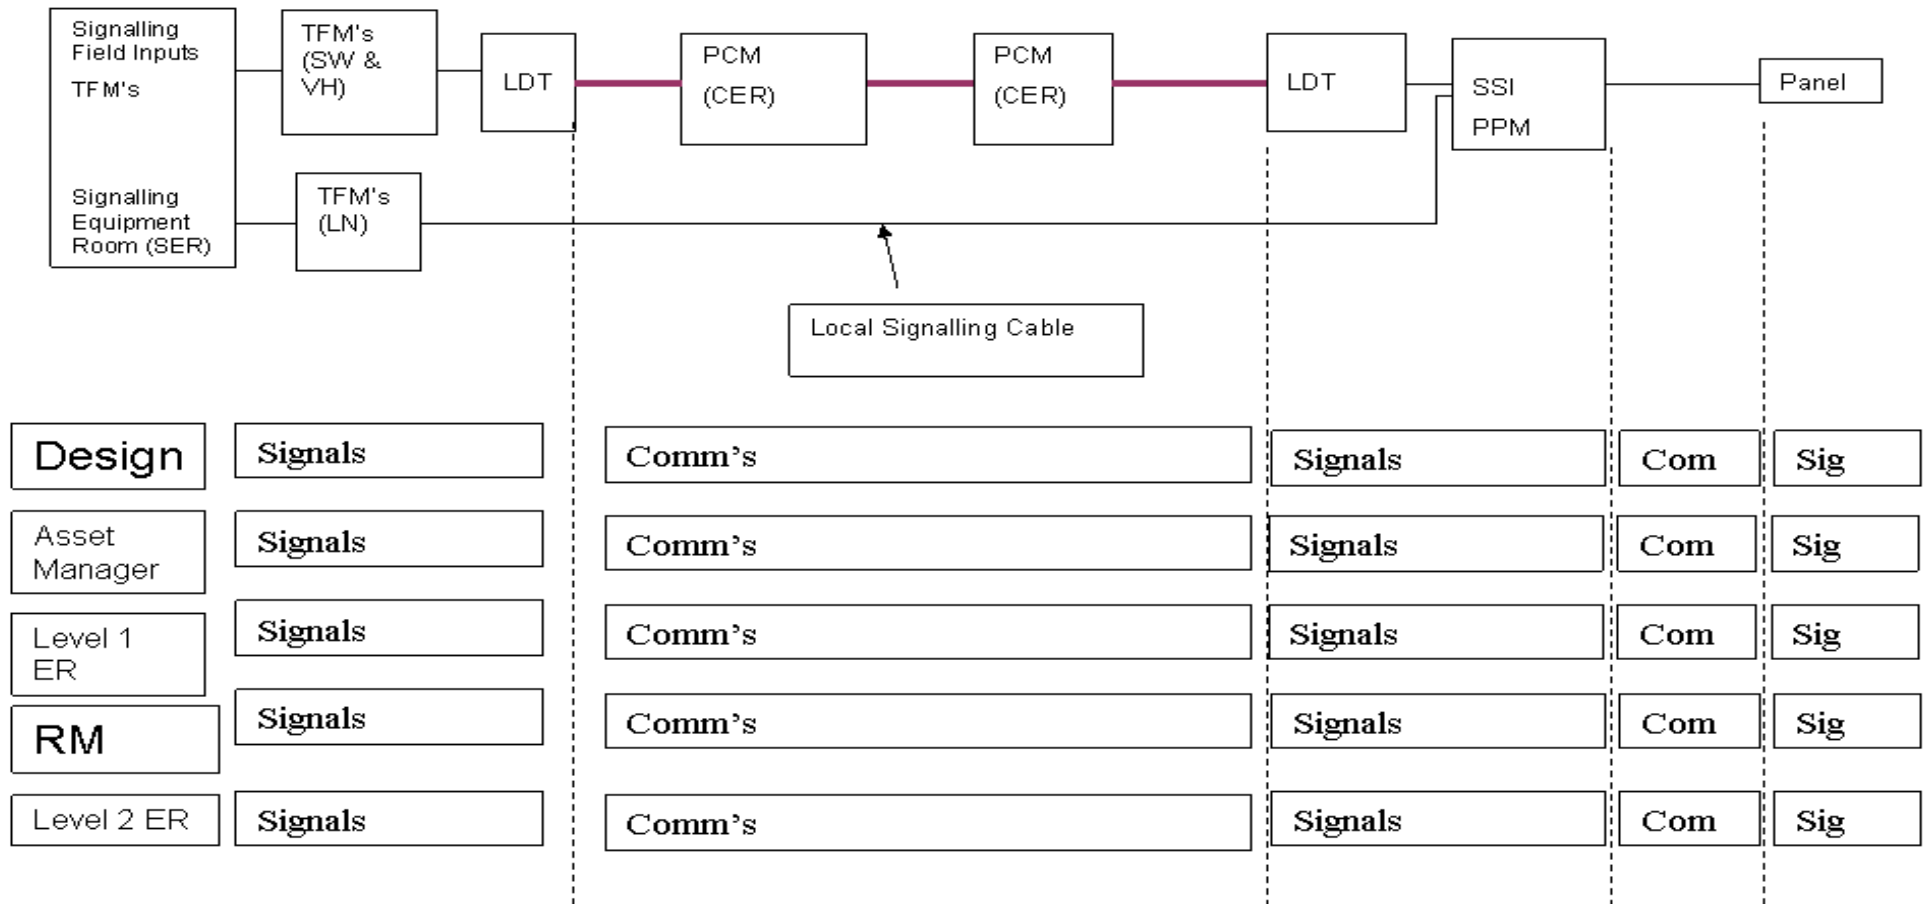 Signalling
Field Inputs
TFM's
Signalling
Equipment
Room (SER)
TFM's
(SW &
VH)
LDT
PCM
(CER)
PCM
(CER)
LDT
SSI
PPM
Panel
TFM's
(LN)
Local Signalling Cable
Design
Signals
Comm's
Signals
Com
Sig
Asset
Manager
Signals
Comm's
Signals
Com
Sig
Level 1
ER
Signals
Comm's
Signals
Com
Sig
RM
Signals
Comm's
Signals
Com
Sig
Level 2 ER
Signals
Comm's
Signals
Com
Sig